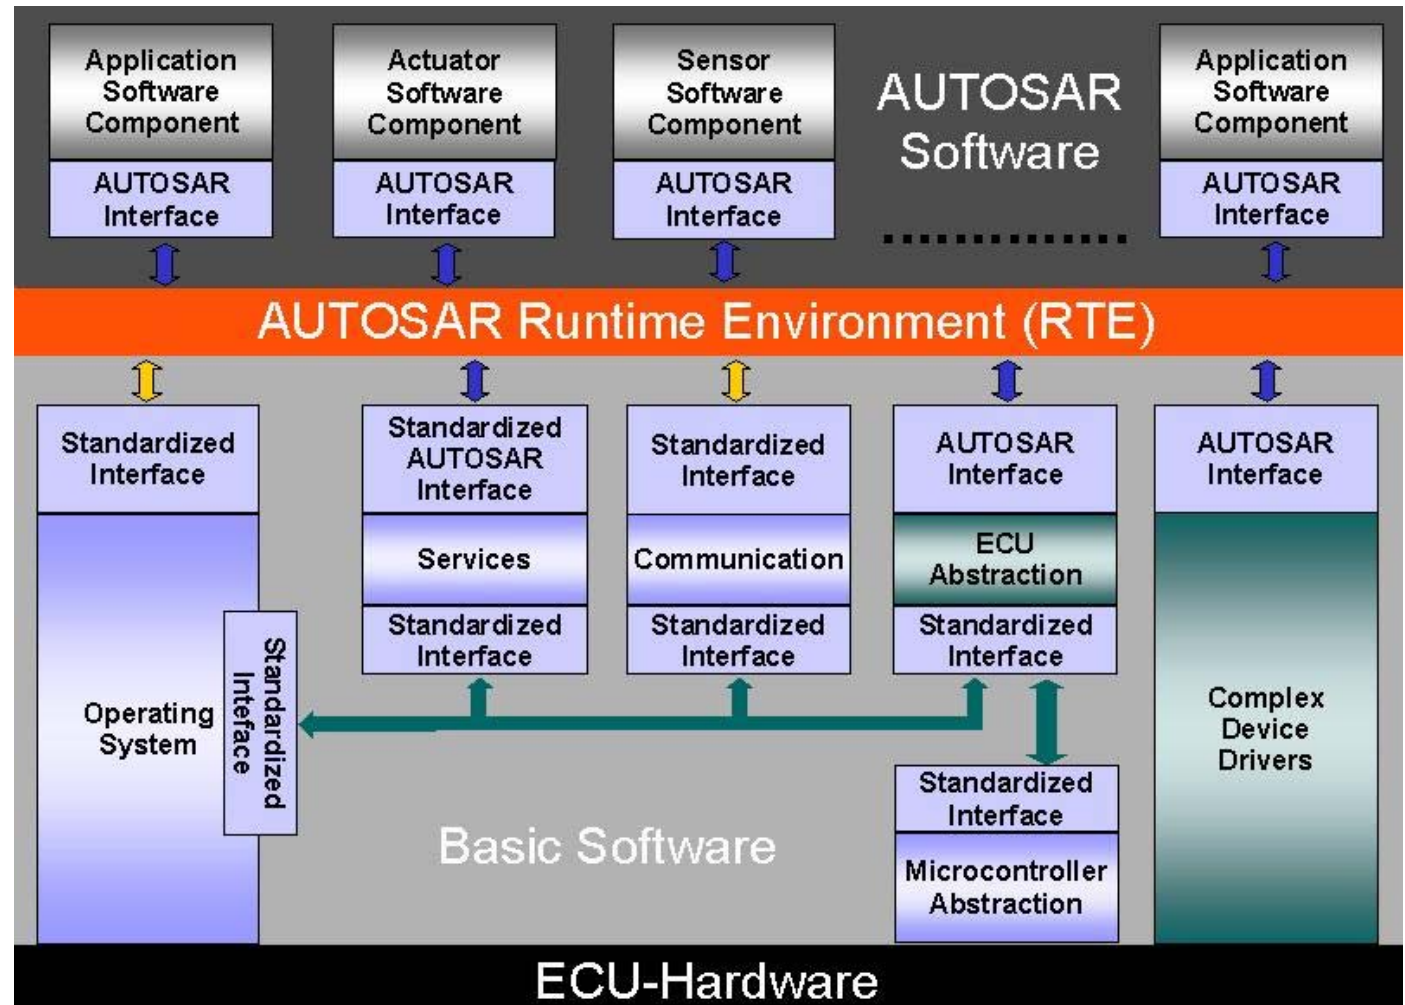 Application
Software
Component
AUTOSAR
Interface
Actuator
Software
Component
AUTOSAR
Interface
Sensor
Software
Component
AUTOSAR
Interface
AUTOSAR
Software
Application
Software
Component
AUTOSAR
Interface
AUTOSAR Runtime Environment (RTE)
Standardized
Interface
Operating
System
Standardized
Inteface
Standardized
AUTOSAR
Interface
Services
Standardized
Interface
Standardized
Interface
Communication
Standardized
Interface
AUTOSAR
Interface
ECU
Abstraction
Standardized
Interface
Standardized
Interface
Microcontroller
Abstraction
AUTOSAR
Interface
Complex
Device
Drivers
Basic Software
ECU-Hardware